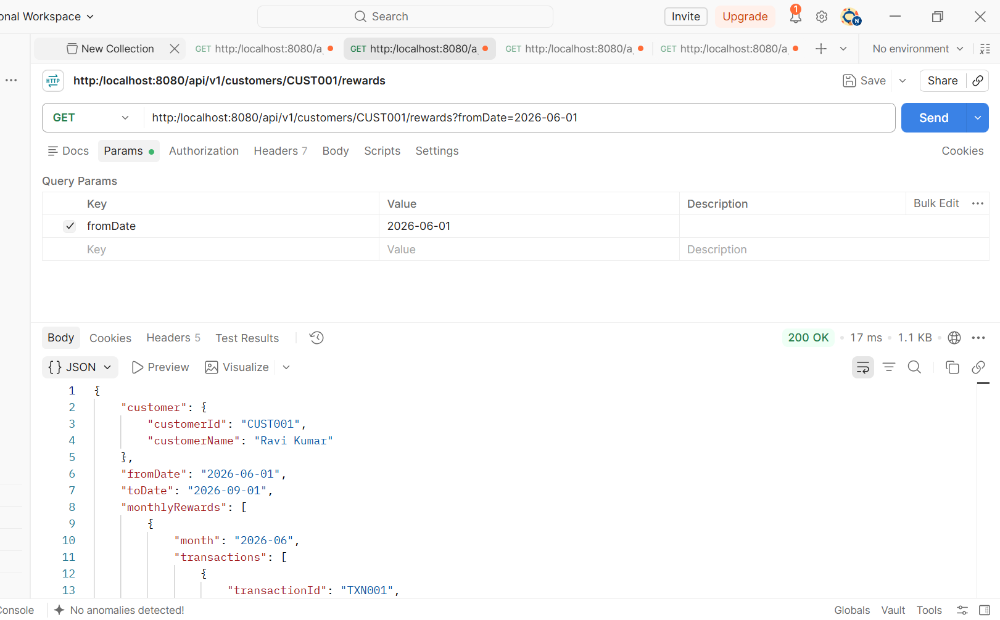 onal Workspace
Search
Invite
Upgrade
1
N
New Collection
GET http:/localhost:8080/a
GET http:/localhost:8080/a
GET http:/localhost:8080/a
GET http:/localhost:8080/a
No environment
HTTP
http:/localhost:8080/api/v1/customers/CUST001/rewards
Save
Share
GET
http:/localhost:8080/api/v1/customers/CUST001/rewards?fromDate=2026-06-01
Send
Docs Params Authorization Headers 7 Body Scripts Settings Cookies
Query Params
Key Value Description Bulk Edit
fromDate 2026-06-01
Key Value Description
Body Cookies Headers 5 Test Results 200 OK 17 ms 1.1 KB
{} JSON Preview Visualize
1 {
2 "customer": {
3 "customerId": "CUST001",
4 "customerName": "Ravi Kumar"
5 },
6 "fromDate": "2026-06-01",
7 "toDate": "2026-09-01",
8 "monthlyRewards": [
9 {
10 "month": "2026-06",
11 "transactions": [
12 {
13 "transactionId": "TXN001",
onsole No anomalies detected! Globals Vault Tools